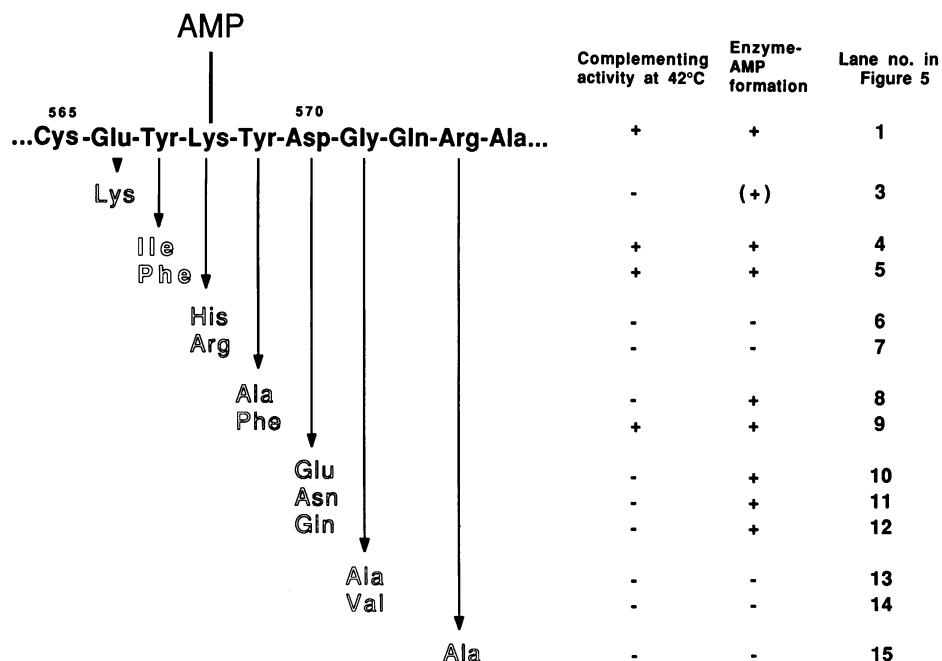 AMP
Complementing activity at 42°C
Enzyme-AMP formation
Lane no. in Figure 5
565 570
...Cys-Glu-Tyr-Lys-Tyr-Asp-Gly-Gln-Arg-Ala... + + 1
Lys - (+) 3
Ile + + 4
Phe + + 5
His - - 6
Arg - - 7
Ala - + 8
Phe + + 9
Glu - + 10
Asn - + 11
Gln - + 12
Ala - - 13
Val - - 14
Ala - - 15